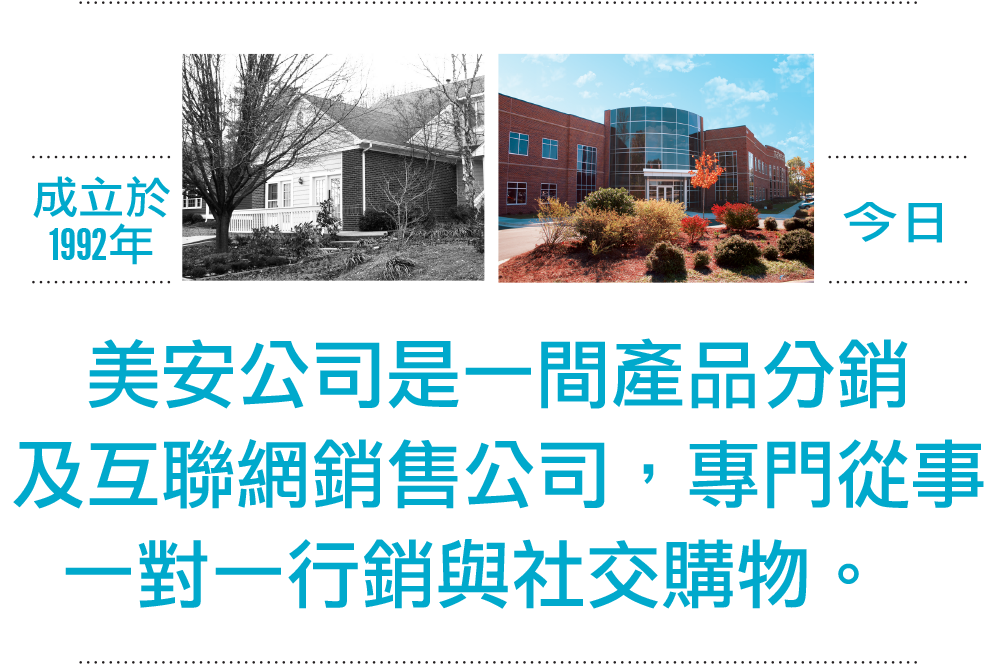 成立於
1992年
今日
美安公司是一間產品分銷
及互聯網銷售公司，專門從事
一對一行銷與社交購物。